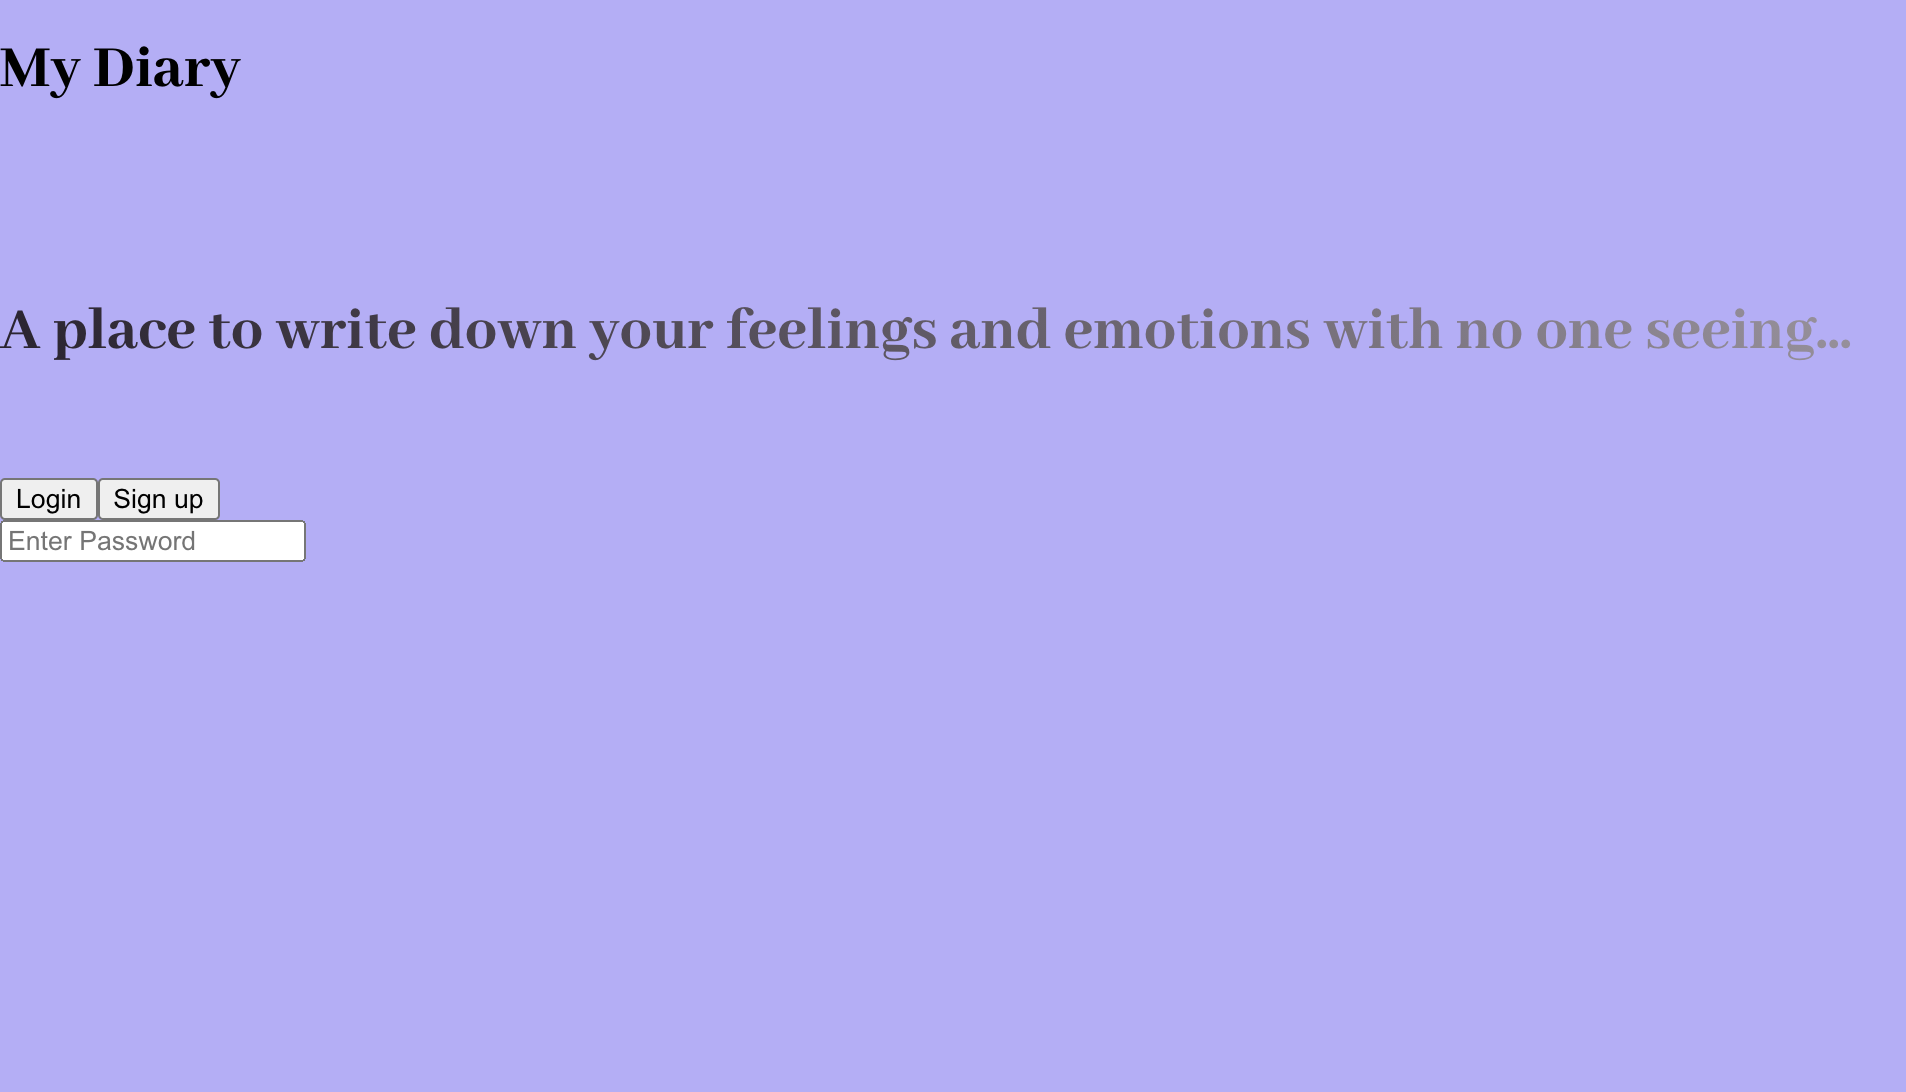 My Diary
A place to write down your feelings and emotions with no one seeing...
Login Sign up
Enter Password